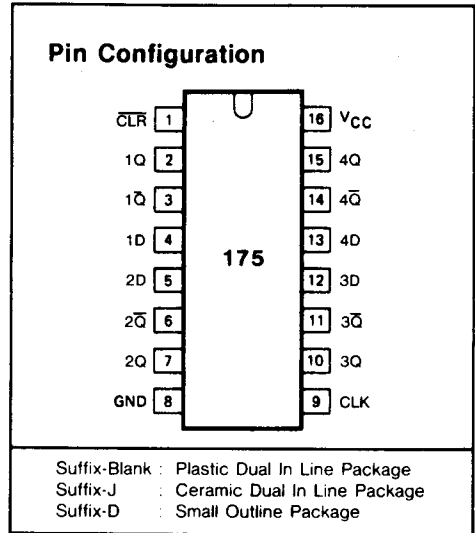 Pin Configuration
C̅L̅R̅ 1 16 VCC
1Q 2 15 4Q
1Q̅ 3 14 4Q̅
1D 4 13 4D
175
2D 5 12 3D
2Q̅ 6 11 3Q̅
2Q 7 10 3Q
GND 8 9 CLK
Suffix-Blank : Plastic Dual In Line Package
Suffix-J : Ceramic Dual In Line Package
Suffix-D : Small Outline Package